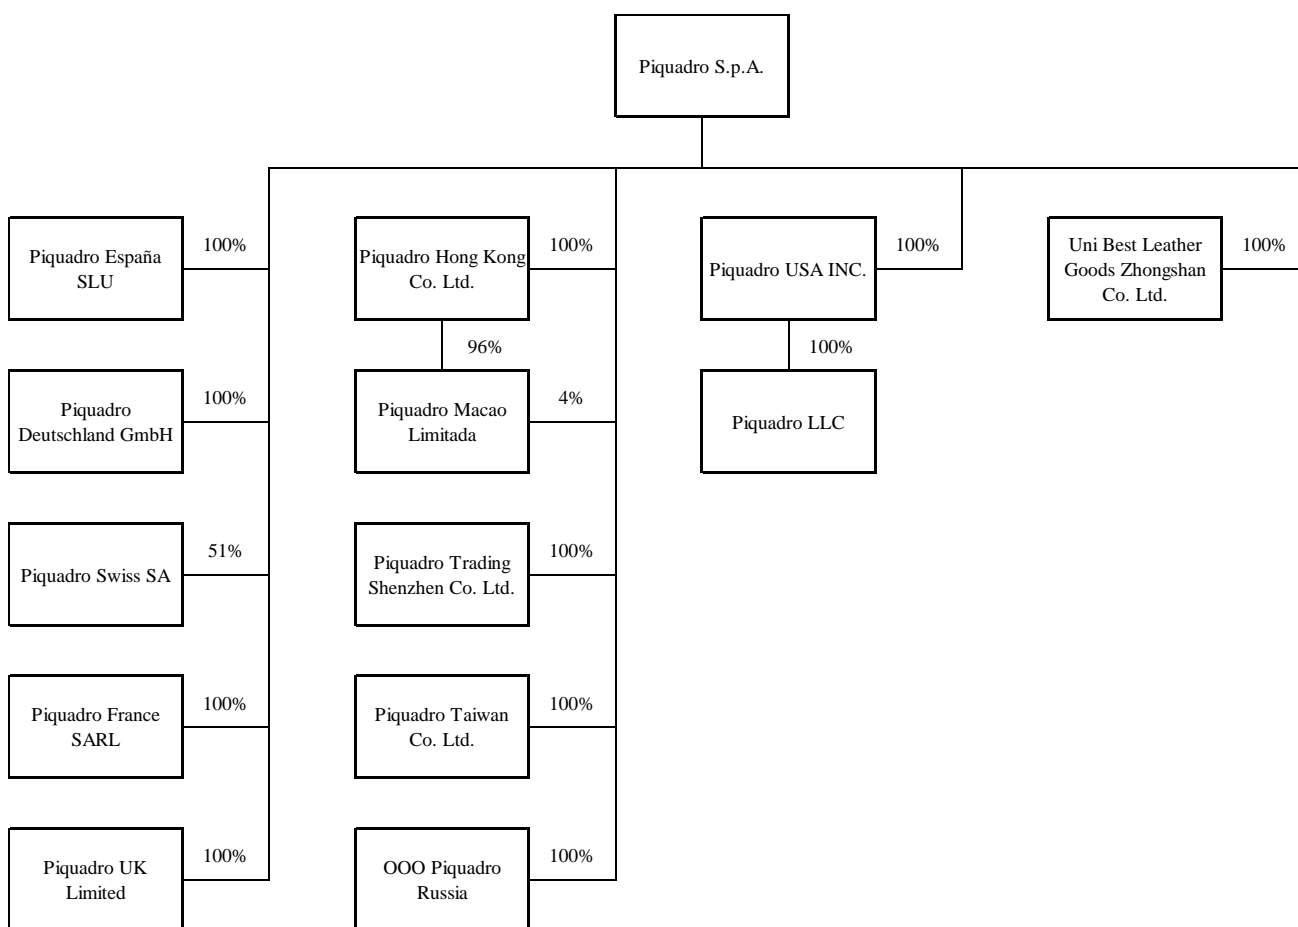 Piquadro S.p.A.
Piquadro España
SLU
100%
Piquadro Hong Kong
Co. Ltd.
100%
Piquadro USA INC.
100%
Uni Best Leather
Goods Zhongshan
Co. Ltd.
100%
96%
100%
Piquadro
Deutschland GmbH
100%
Piquadro Macao
Limitada
4%
Piquadro LLC
Piquadro Swiss SA
51%
Piquadro Trading
Shenzhen Co. Ltd.
100%
Piquadro France
SARL
100%
Piquadro Taiwan
Co. Ltd.
100%
Piquadro UK
Limited
100%
OOO Piquadro
Russia
100%